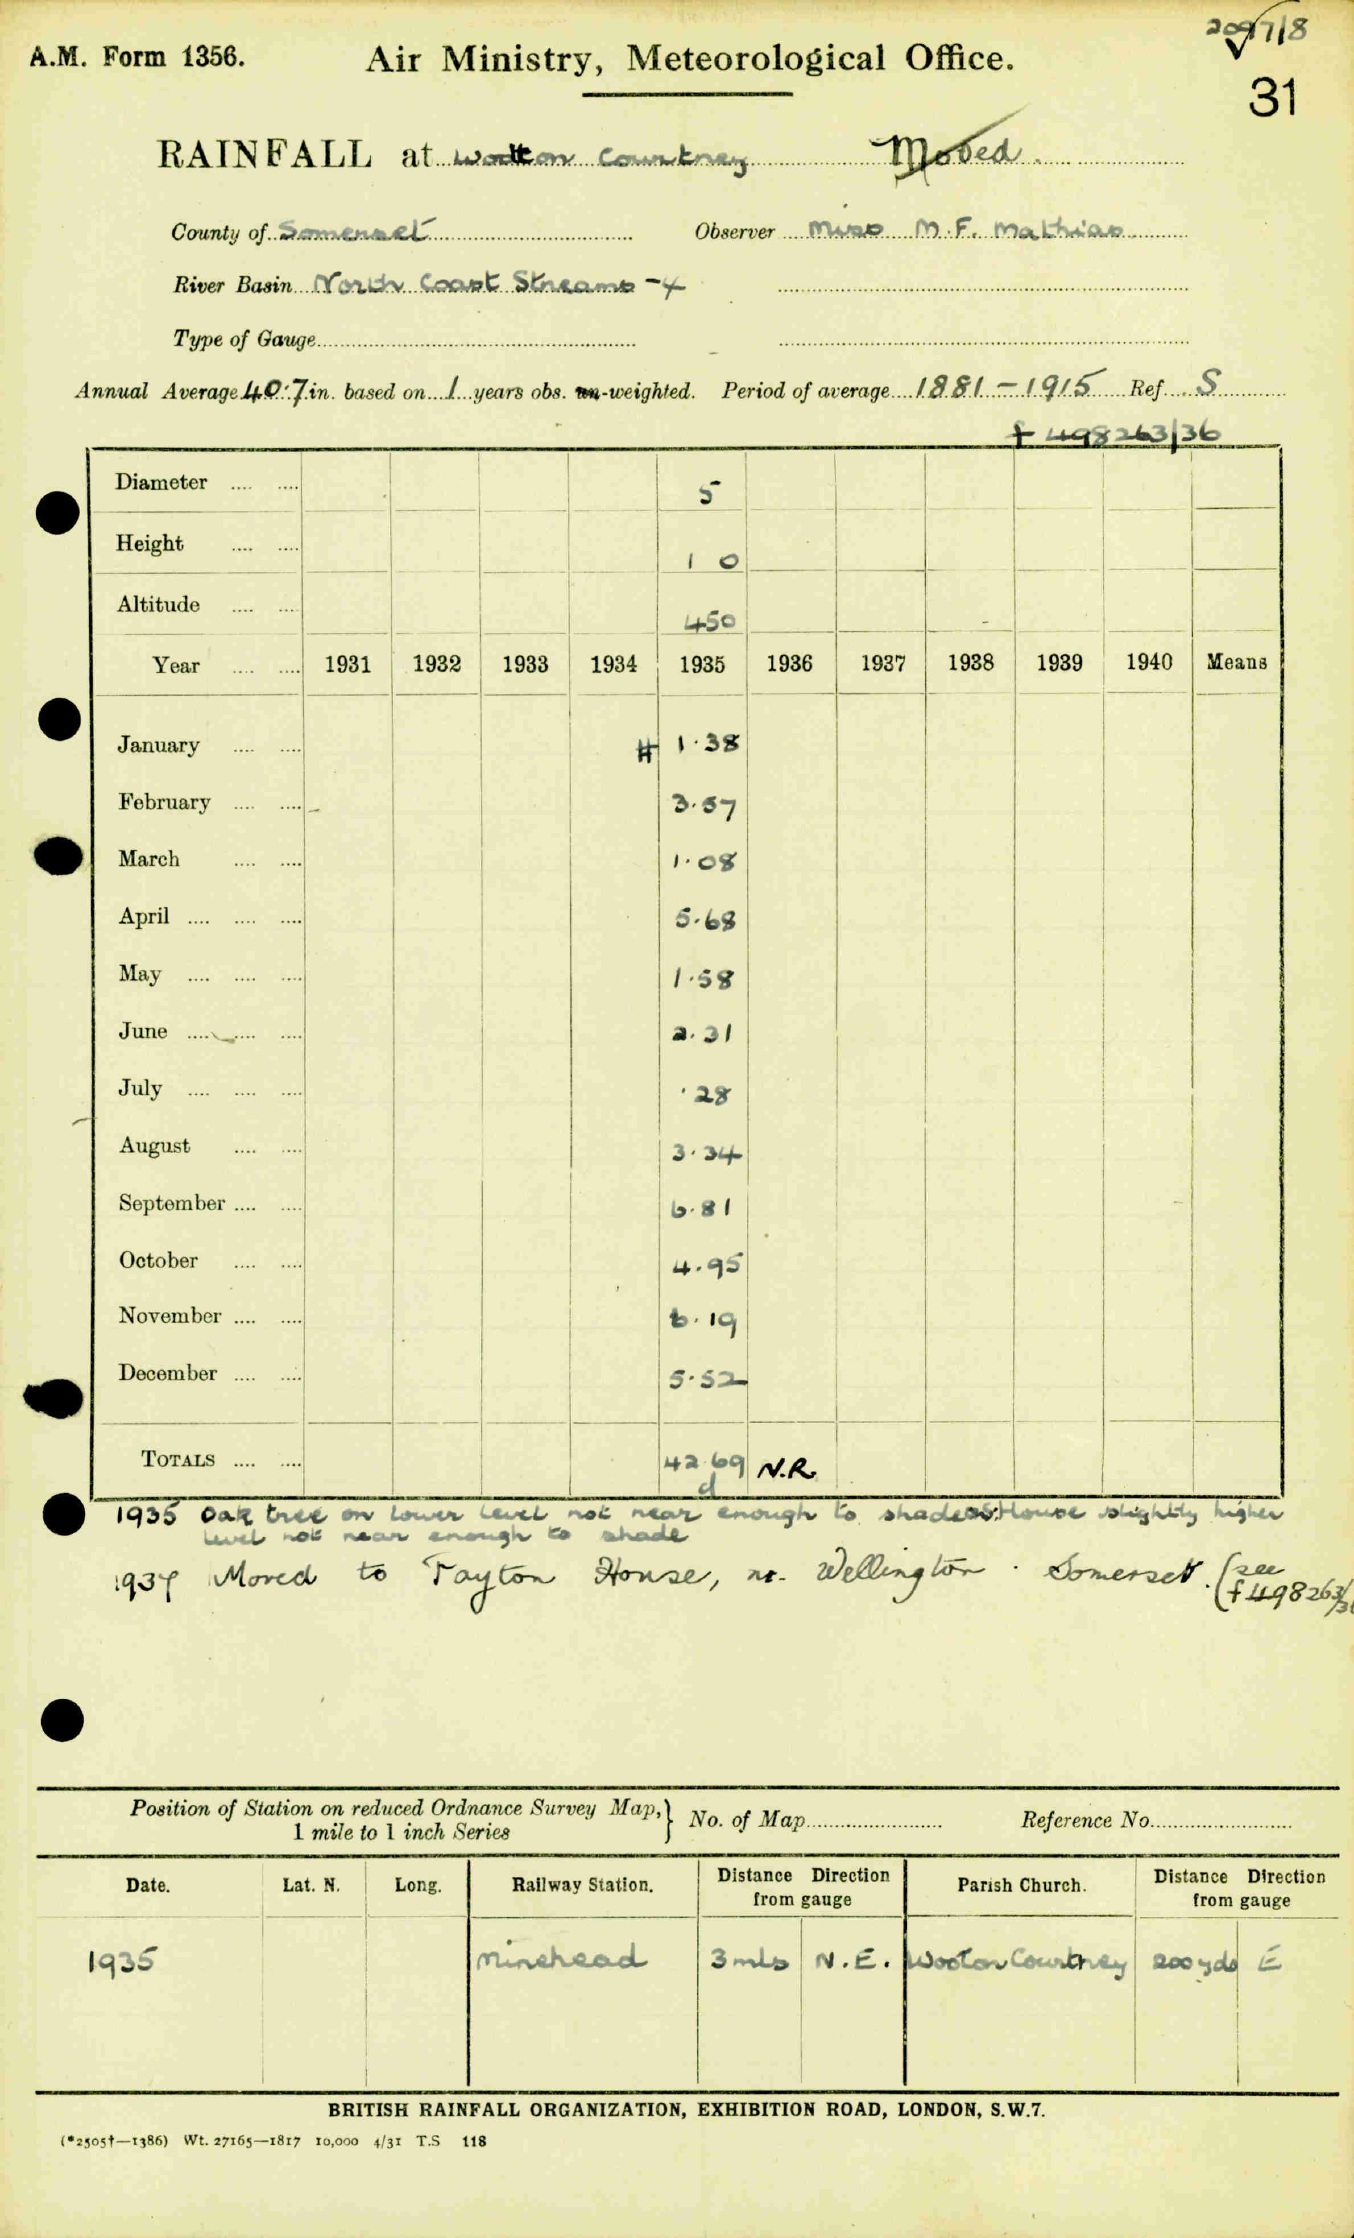 2097/8
A.M. Form 1356. Air Ministry, Meteorological Office.
31
RAINFALL at Wootton Courtney Moved.
County of Somerset Observer Miss M.F. Mathias
River Basin North Coast Streams -4
Type of Gauge
Annual Average 40.7 in. based on 1 years obs. un-weighted. Period of average 1881-1915 Ref. S
f 498263/36
Diameter .... .... 5
Height .... .... 1 0
Altitude .... .... 450
Year .... .... 1931 1932 1933 1934 1935 1936 1937 1938 1939 1940 Means
January .... .... # 1.38
February .... .... 3.57
March .... .... 1.08
April .... .... .... 5.68
May .... .... .... 1.58
June .... .... .... 2.31
July .... .... .... .28
August .... .... 3.34
September .... .... 6.81
October .... .... 4.95
November .... .... 6.19
December .... .... 5.52
TOTALS .... .... 42.69 N.R.
d
1935 Oak tree on lower level not near enough to shade House slightly higher
level not near enough to shade
1937 Moved to Tayton House, nr. Wellington. Somerset. (see
f 498263/36
Position of Station on reduced Ordnance Survey Map,} No. of Map Reference No.
1 mile to 1 inch Series
Date. Lat. N. Long. Railway Station. Distance Direction from gauge Parish Church. Distance Direction from gauge
1935 Minehead 3 mls N.E. Wooton Courtney 200 yds E
BRITISH RAINFALL ORGANIZATION, EXHIBITION ROAD, LONDON, S.W.7.
(*2505†—1386) Wt. 27165—1817 10,000 4/31 T.S 118